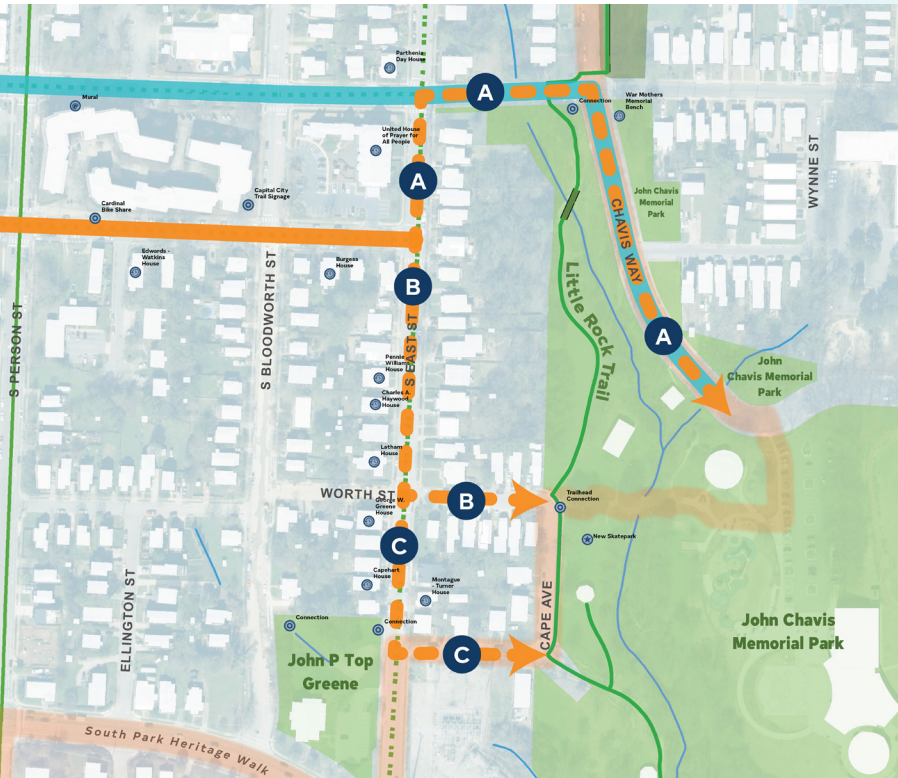 Parthenia
Day House
A
Mural
Connection
War Mothers
Memorial
Bench
United House
of Prayer for
All People
WYNNE ST
A
John Chavis
Memorial
Park
Capital City
Trail Signage
Cardinal
Bike Share
CHAVIS WAY
Edwards -
Watkins
House
Burgess
House
B
S BLOODWORTH ST
Little Rock Trail
S PERSON ST
S EAST ST
A
Pennie
William
House
John
Chavis Memorial
Park
Charles A.
Haywood
House
Latham
House
WORTH ST
B
George W.
Greene
House
Trailhead
Connection
C
New Skatepark
ELLINGTON ST
Capehart
House
Montague
- Turner
House
CAPE AVE
Connection
Connection
John Chavis
Memorial Park
C
John P Top
Greene
South Park Heritage Walk